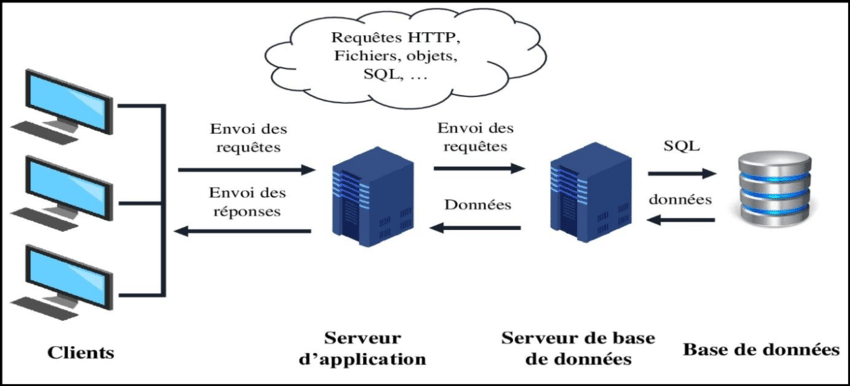 Requêtes HTTP,
Fichiers, objets,
SQL, …
Envoi des
requêtes
Envoi des
réponses
Envoi des
requêtes
Données
SQL
données
Clients
Serveur
d’application
Serveur de base
de données
Base de données